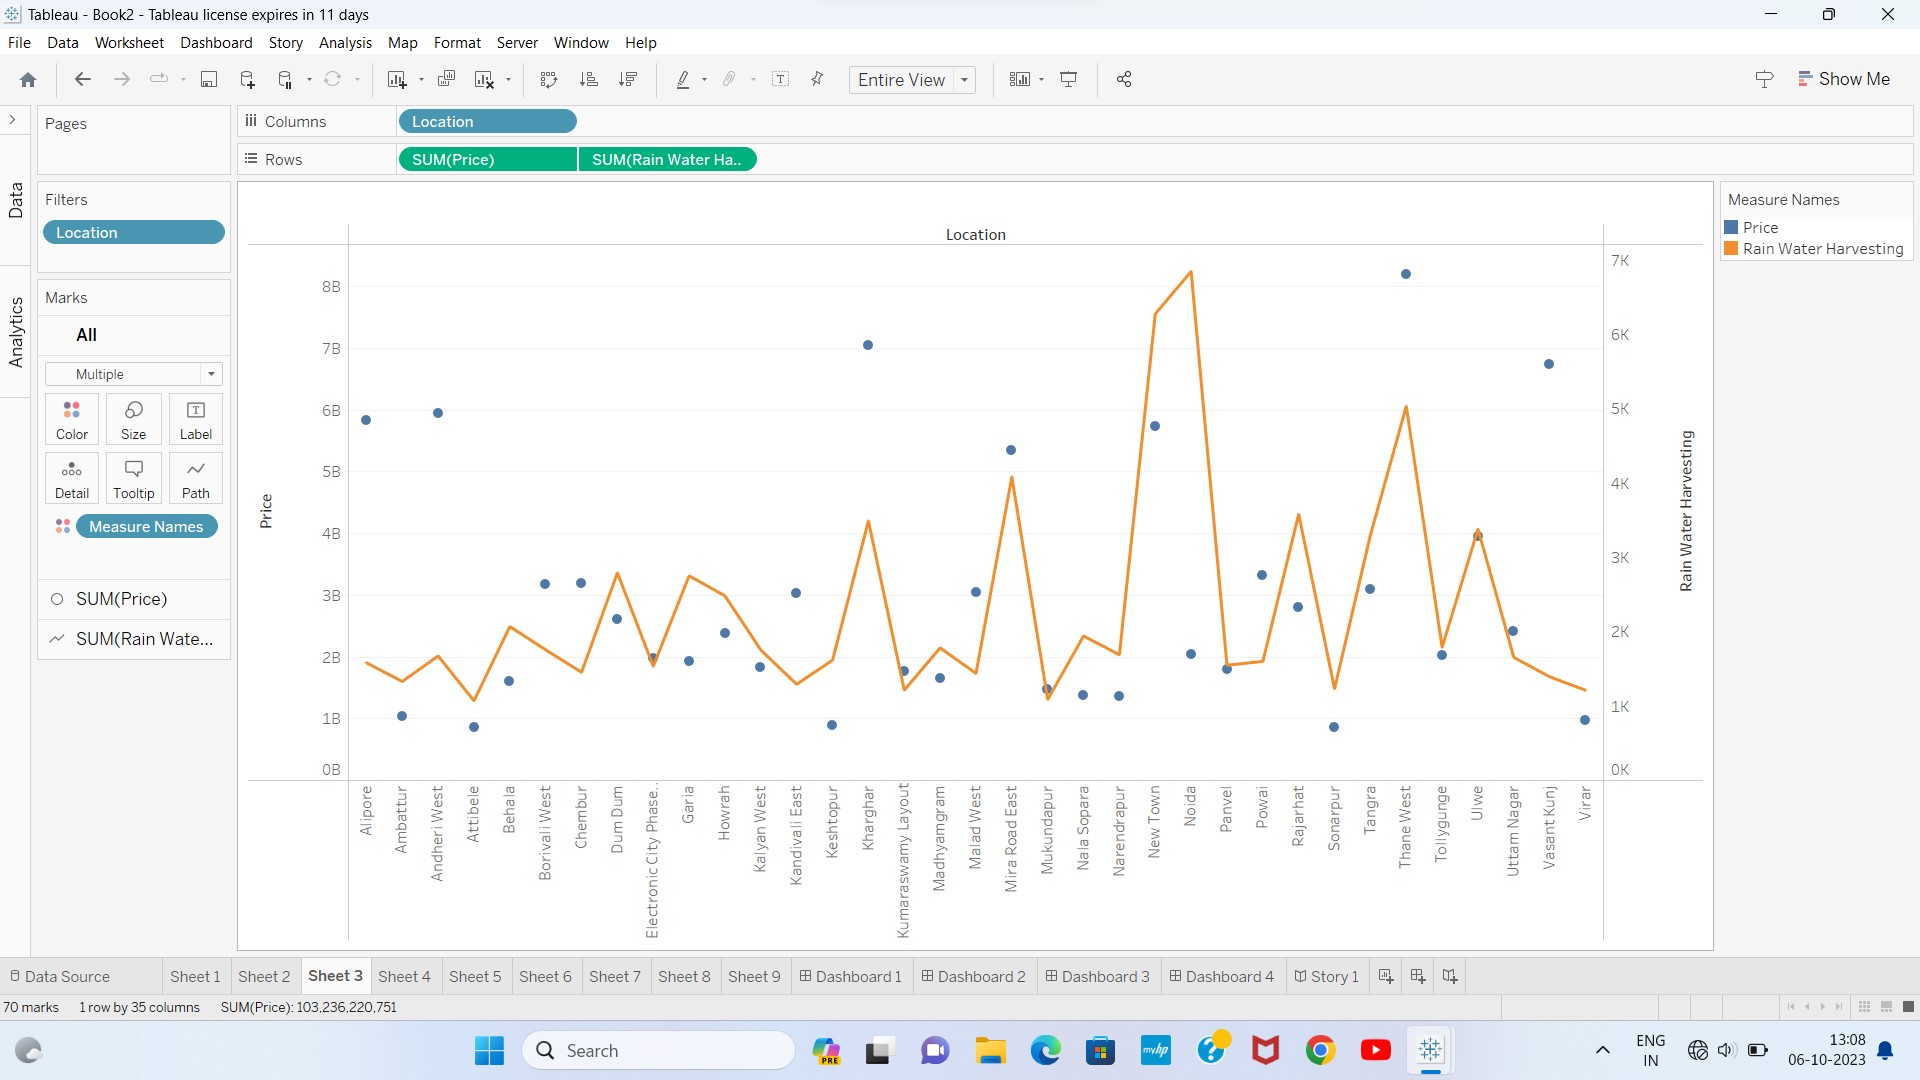 Tableau - Book2 - Tableau license expires in 11 days
File Data Worksheet Dashboard Story Analysis Map Format Server Window Help
Entire View
Show Me
Pages
Columns
Location
Rows
SUM(Price)
SUM(Rain Water Ha..
Data
Analytics
Filters
Location
Marks
All
Multiple
Color Size Label
Detail Tooltip Path
Measure Names
SUM(Price)
SUM(Rain Wate...
Location
Price
8B
7B
6B
5B
4B
3B
2B
1B
0B
7K
6K
5K
4K
3K
2K
1K
0K
Rain Water Harvesting
Alipore
Ambattur
Andheri West
Attibele
Behala
Borivali West
Chembur
Dum Dum
Electronic City Phase..
Garia
Howrah
Kalyan West
Kandivali East
Keshtopur
Kharghar
Kumaraswamy Layout
Madhyamgram
Malad West
Mira Road East
Mukundapur
Nala Sopara
Narendrapur
New Town
Noida
Panvel
Powai
Rajarhat
Sonarpur
Tangra
Thane West
Tollygunge
Ulwe
Uttam Nagar
Vasant Kunj
Virar
Measure Names
Price
Rain Water Harvesting
Data Source Sheet 1 Sheet 2 Sheet 3 Sheet 4 Sheet 5 Sheet 6 Sheet 7 Sheet 8 Sheet 9 Dashboard 1 Dashboard 2 Dashboard 3 Dashboard 4 Story 1
70 marks 1 row by 35 columns SUM(Price): 103,236,220,751
Search
PRE
myhp
ENG
IN
13:08
06-10-2023